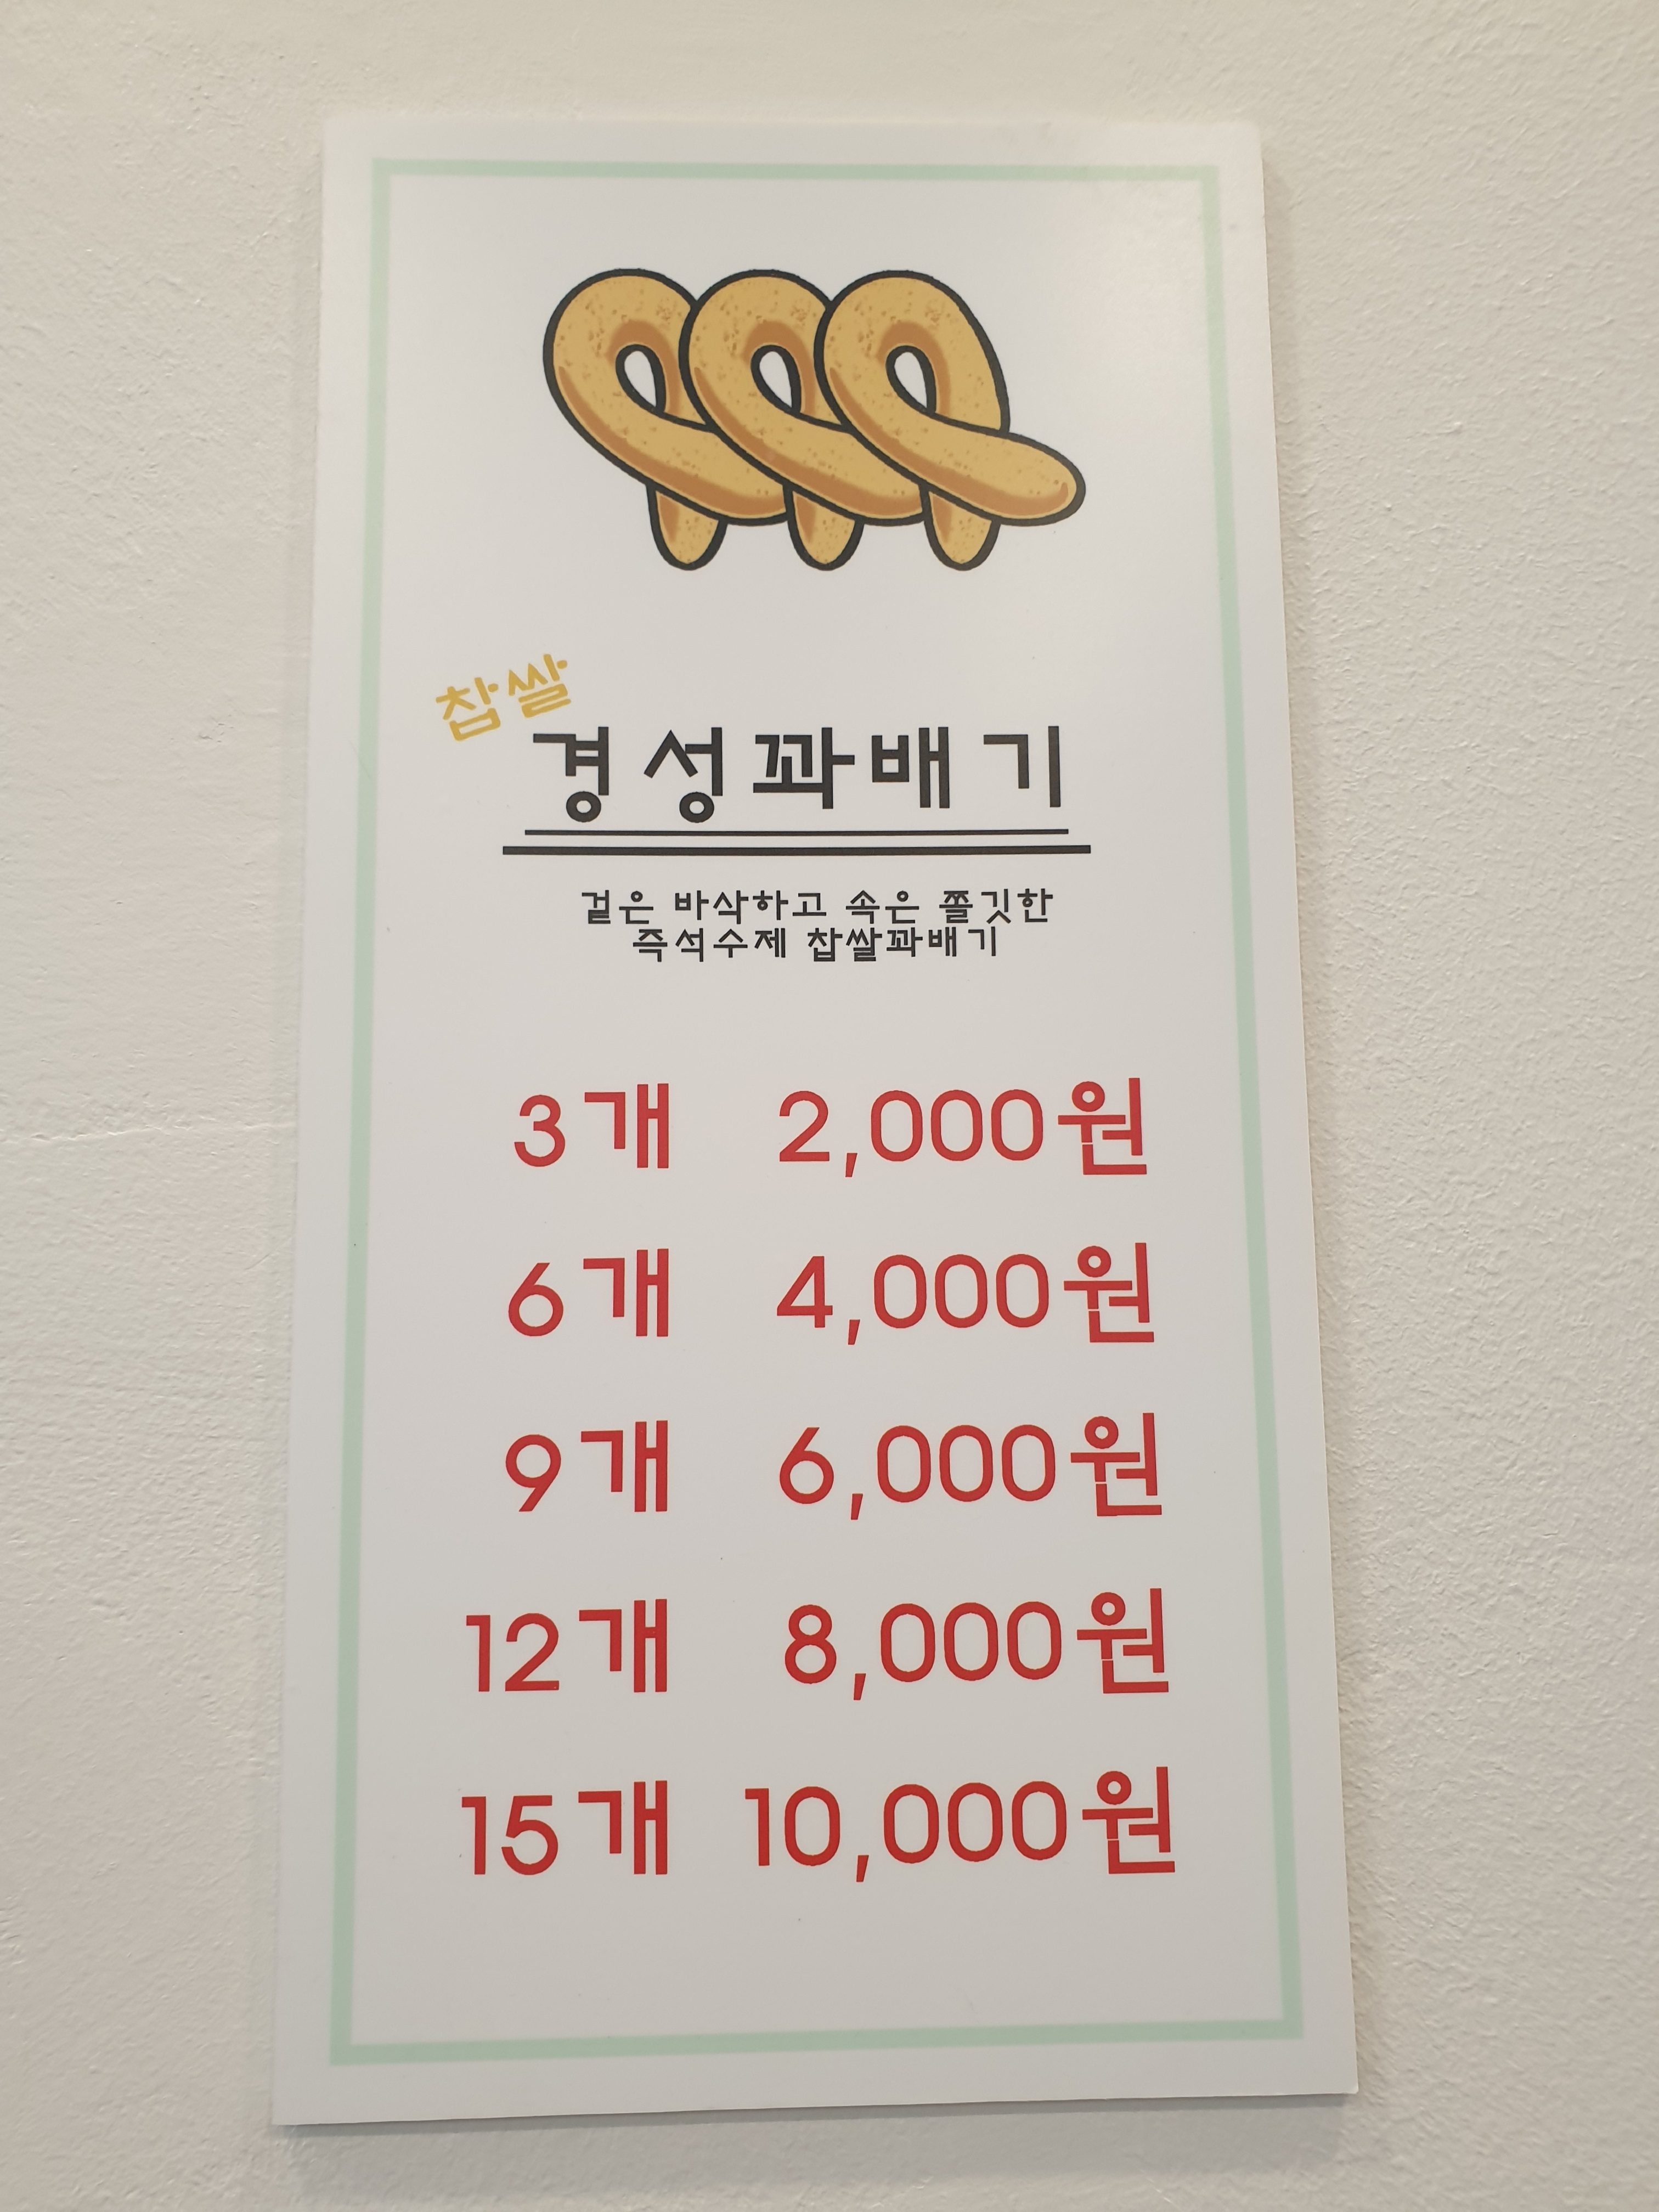 찹쌀
경성꽈배기
겉은 바삭하고 속은 쫄깃한
즉석수제 찹쌀꽈배기
3개 2,000원
6개 4,000원
9개 6,000원
12개 8,000원
15개 10,000원